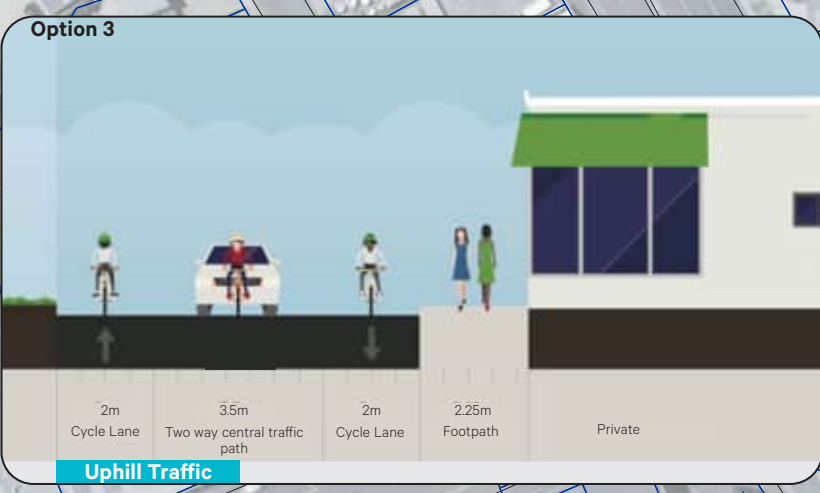 Option 3
2m
Cycle Lane
3.5m
Two way central traffic
path
2m
Cycle Lane
2.25m
Footpath
Private
Uphill Traffic